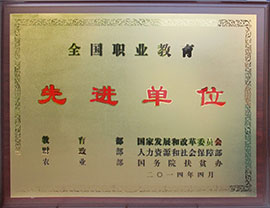 全国职业教育
先进单位
教育部 国家发展和改革委员会
财政部 人力资源和社会保障部
农业部 国务院扶贫办
二〇一四年四月